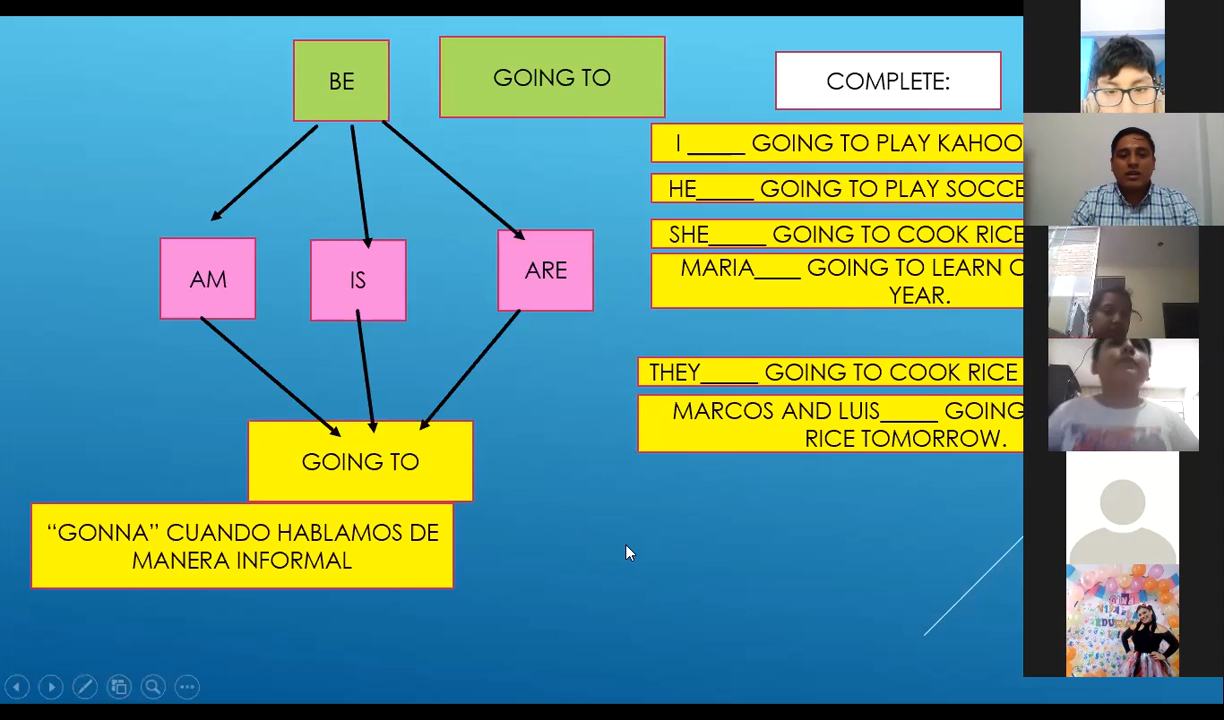 BE
GOING TO
COMPLETE:
I _____ GOING TO PLAY KAHOO
HE_____ GOING TO PLAY SOCCE
SHE_____ GOING TO COOK RICE
MARIA____ GOING TO LEARN
YEAR.
AM
IS
ARE
THEY_____ GOING TO COOK RICE
MARCOS AND LUIS_____ GOING
RICE TOMORROW.
GOING TO
“GONNA” CUANDO HABLAMOS DE
MANERA INFORMAL